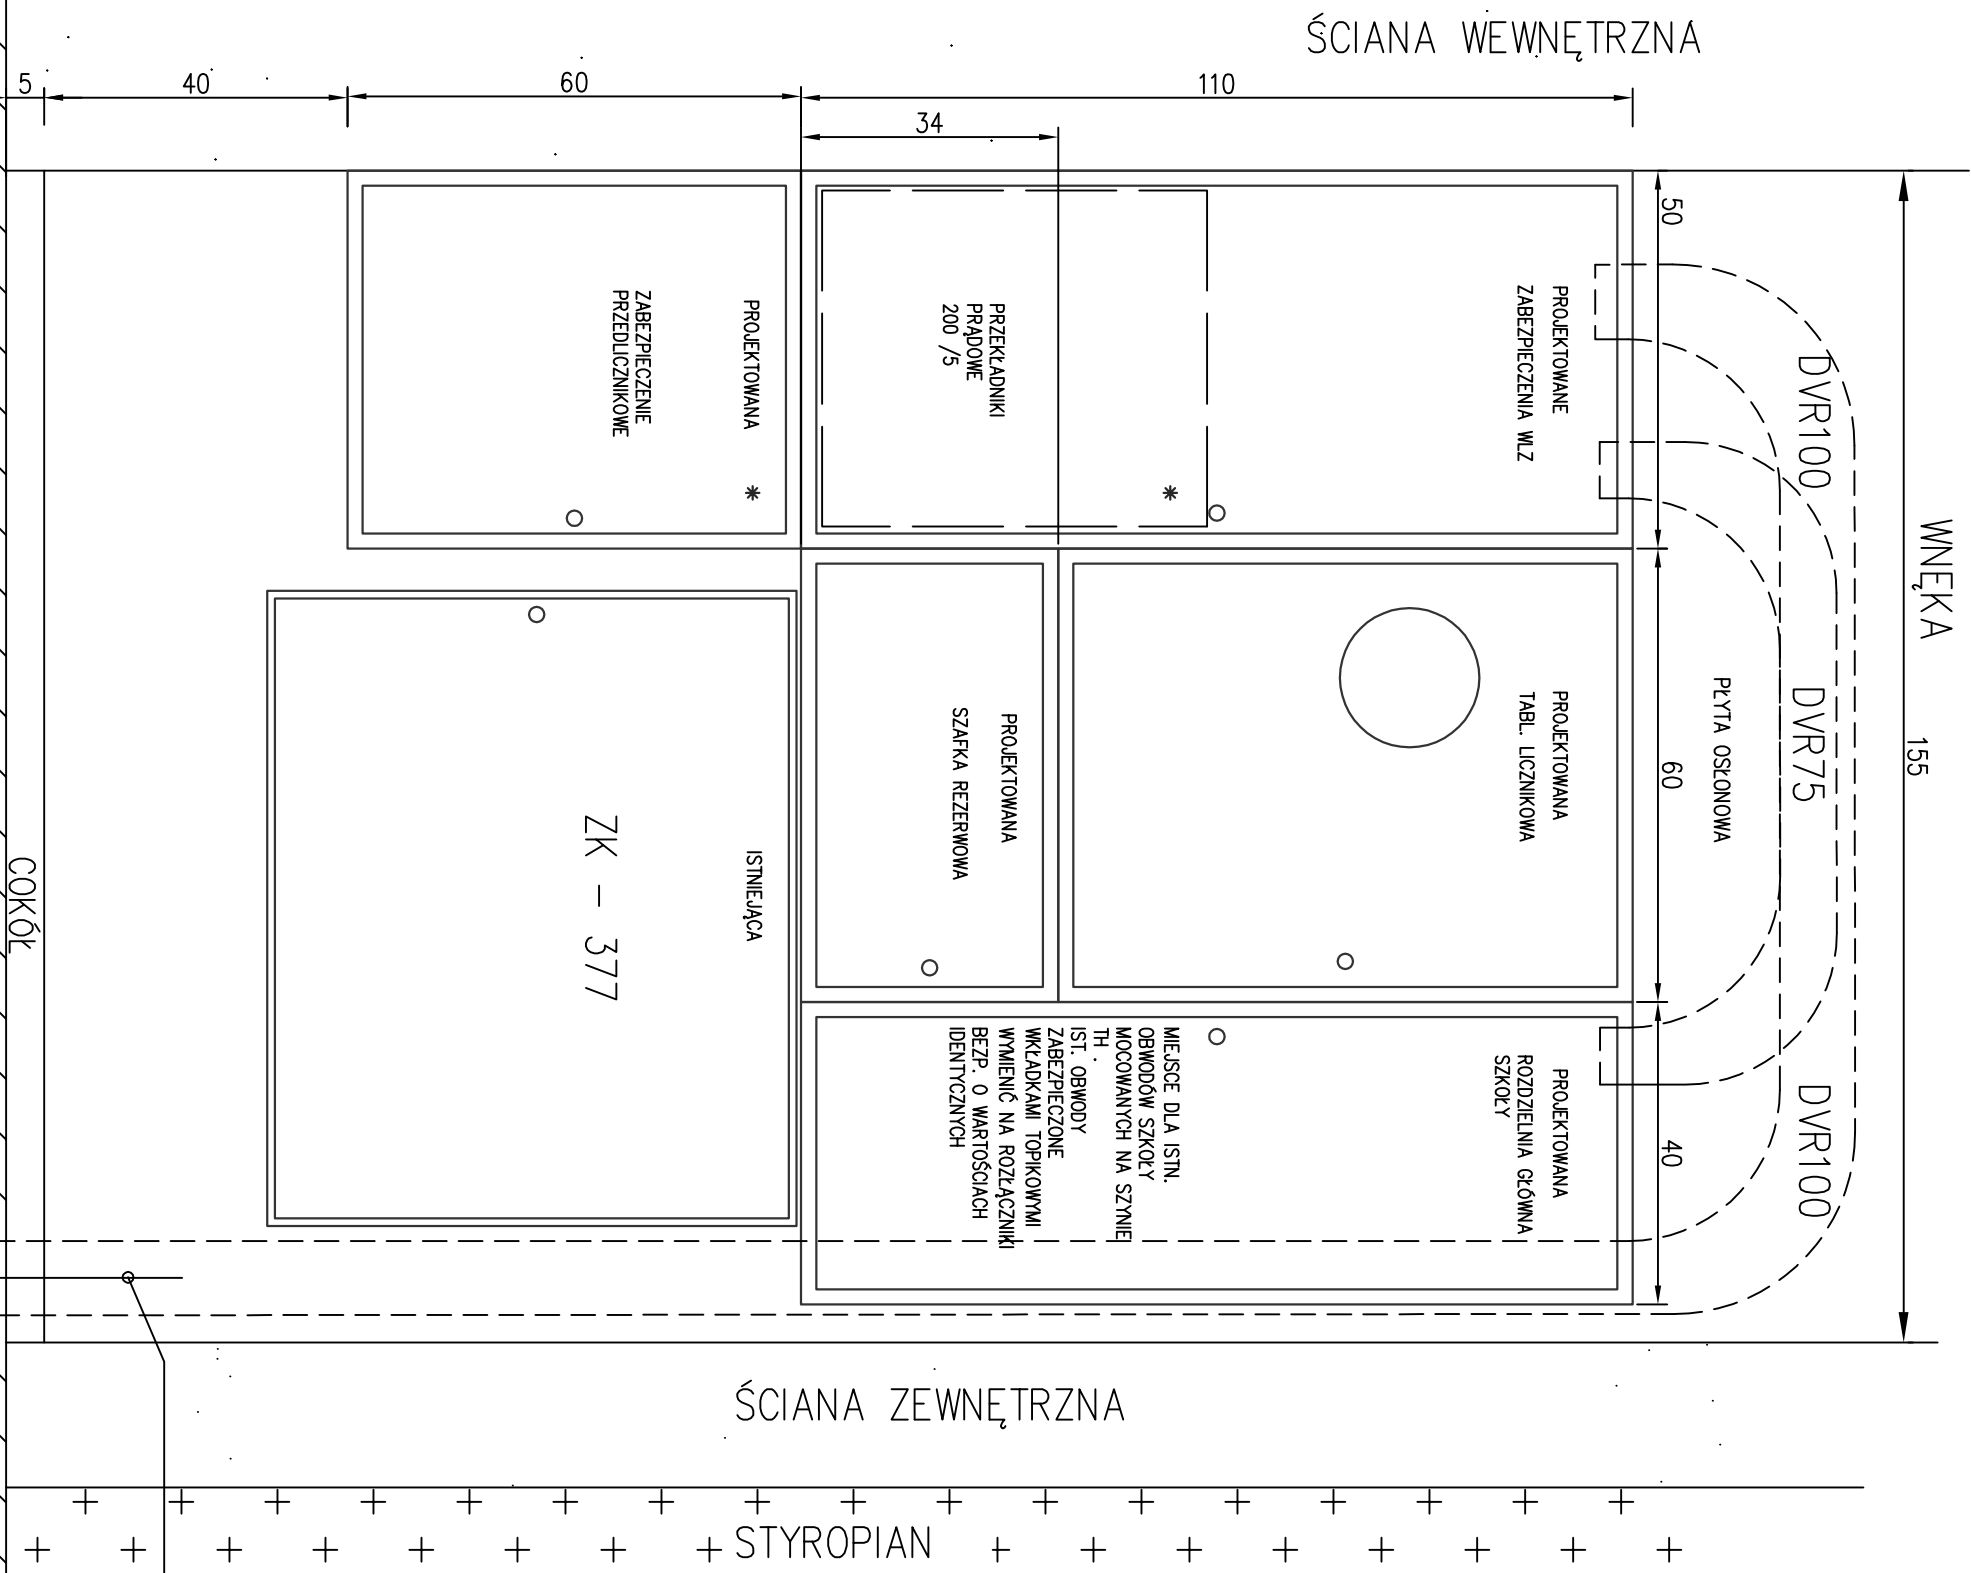 ŚCIANA WEWNĘTRZNA
5
40
60
110
34
50
PROJEKTOWANA
ZABEZPIECZENIE
PRZEDLICZNIKOWE
*
PRZEKŁADNIKI
PRĄDOWE
200 /5
*
PROJEKTOWANE
ZABEZPIECZENIA WLZ
DVR100
WNĘKA
155
PROJEKTOWANA
SZAFKA REZERWOWA
PROJEKTOWANA
TABL. LICZNIKOWA
60
PŁYTA OSŁONOWA
DVR75
COKÓŁ
ISTNIEJĄCA
ZK - 377
MIEJSCE DLA ISTN.
OBWODÓW SZKOŁY
MOCOWANYCH NA SZYNIE
TH .
IST. OBWODY
ZABEZPIECZONE
WKŁADKAMI TOPIKOWYMI
WYMIENIĆ NA ROZŁĄCZNIKI
BEZP. O WARTOŚCIACH
IDENTYCZNYCH
PROJEKTOWANA
ROZDZIELNIA GŁÓWNA
SZKOŁY
40
DVR100
ŚCIANA ZEWNĘTRZNA
STYROPIAN